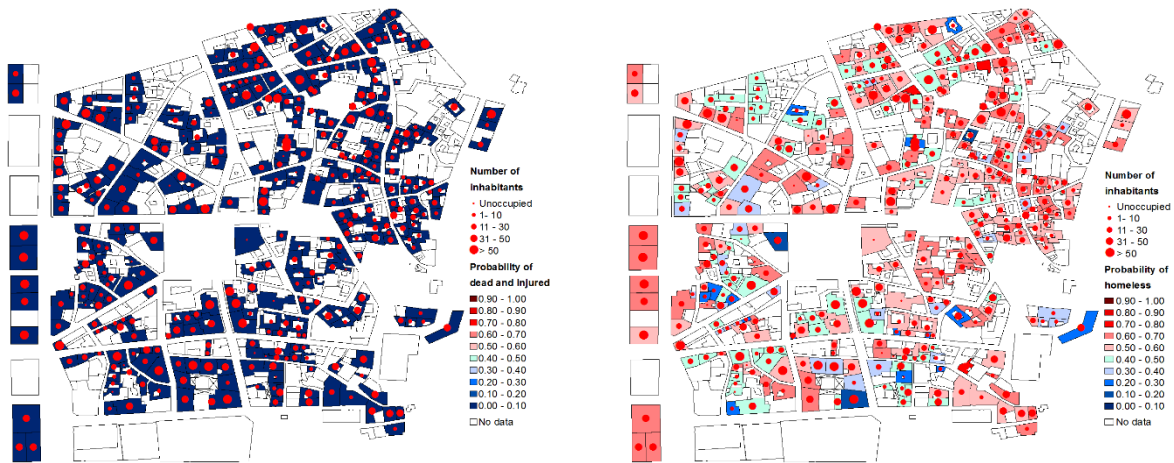 Number of
inhabitants
Unoccupied
1- 10
11 - 30
31 - 50
> 50
Probability of
dead and injured
0.90 - 1.00
0.80 - 0.90
0.70 - 0.80
0.60 - 0.70
0.50 - 0.60
0.40 - 0.50
0.30 - 0.40
0.20 - 0.30
0.10 - 0.20
0.00 - 0.10
No data
Number of
inhabitants
Unoccupied
1- 10
11 - 30
31 - 50
> 50
Probability of
homeless
0.90 - 1.00
0.80 - 0.90
0.70 - 0.80
0.60 - 0.70
0.50 - 0.60
0.40 - 0.50
0.30 - 0.40
0.20 - 0.30
0.10 - 0.20
0.00 - 0.10
No data